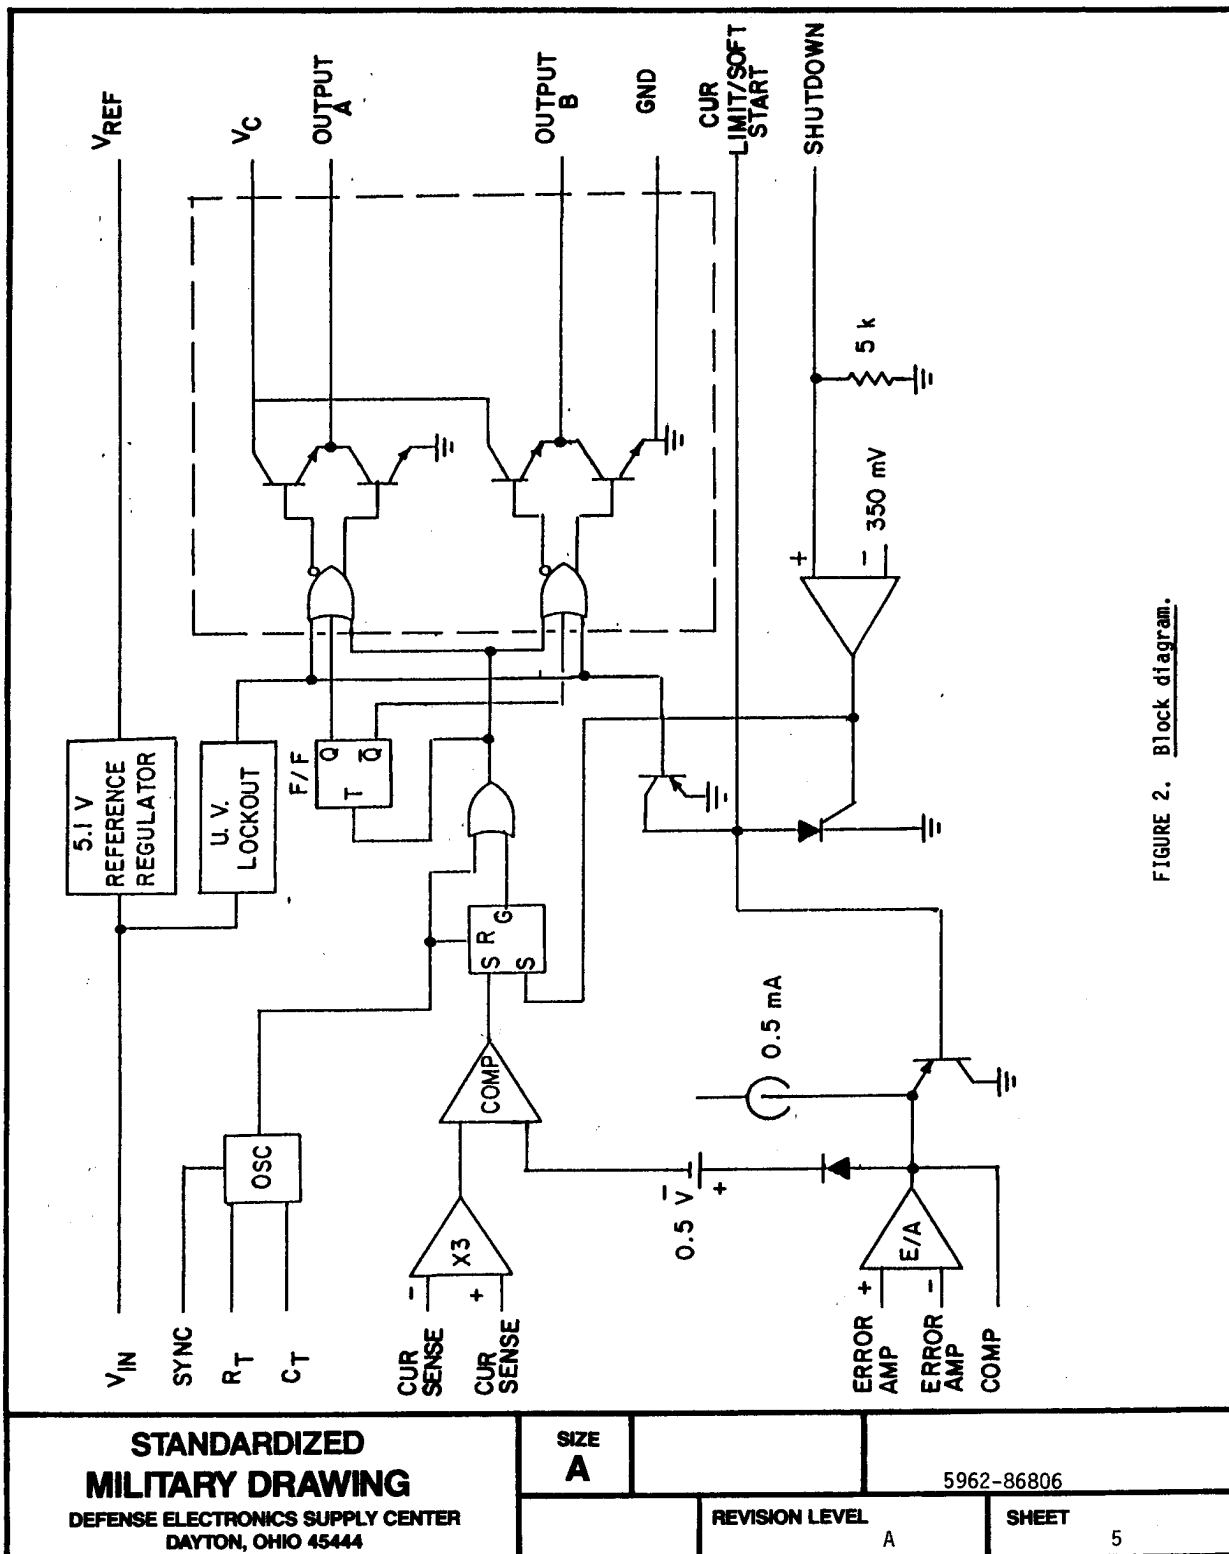 VREF
VC
OUTPUT
A
OUTPUT
B
GND
CUR
LIMIT/SOFT
START
SHUTDOWN
5 k
350 mV
+
-
5.1 V
REFERENCE
REGULATOR
U. V.
LOCKOUT
F/F
Q
T
Q
S
R
G
S
COMP
0.5 mA
OSC
X3
-
+
0.5 V
-
+
E/A
+
-
VIN
SYNC
RT
CT
CUR
SENSE
CUR
SENSE
ERROR
AMP
ERROR
AMP
COMP
FIGURE 2. Block diagram.
STANDARDIZED
MILITARY DRAWING
DEFENSE ELECTRONICS SUPPLY CENTER
DAYTON, OHIO 45444
SIZE
A
5962-86806
REVISION LEVEL
A
SHEET
5